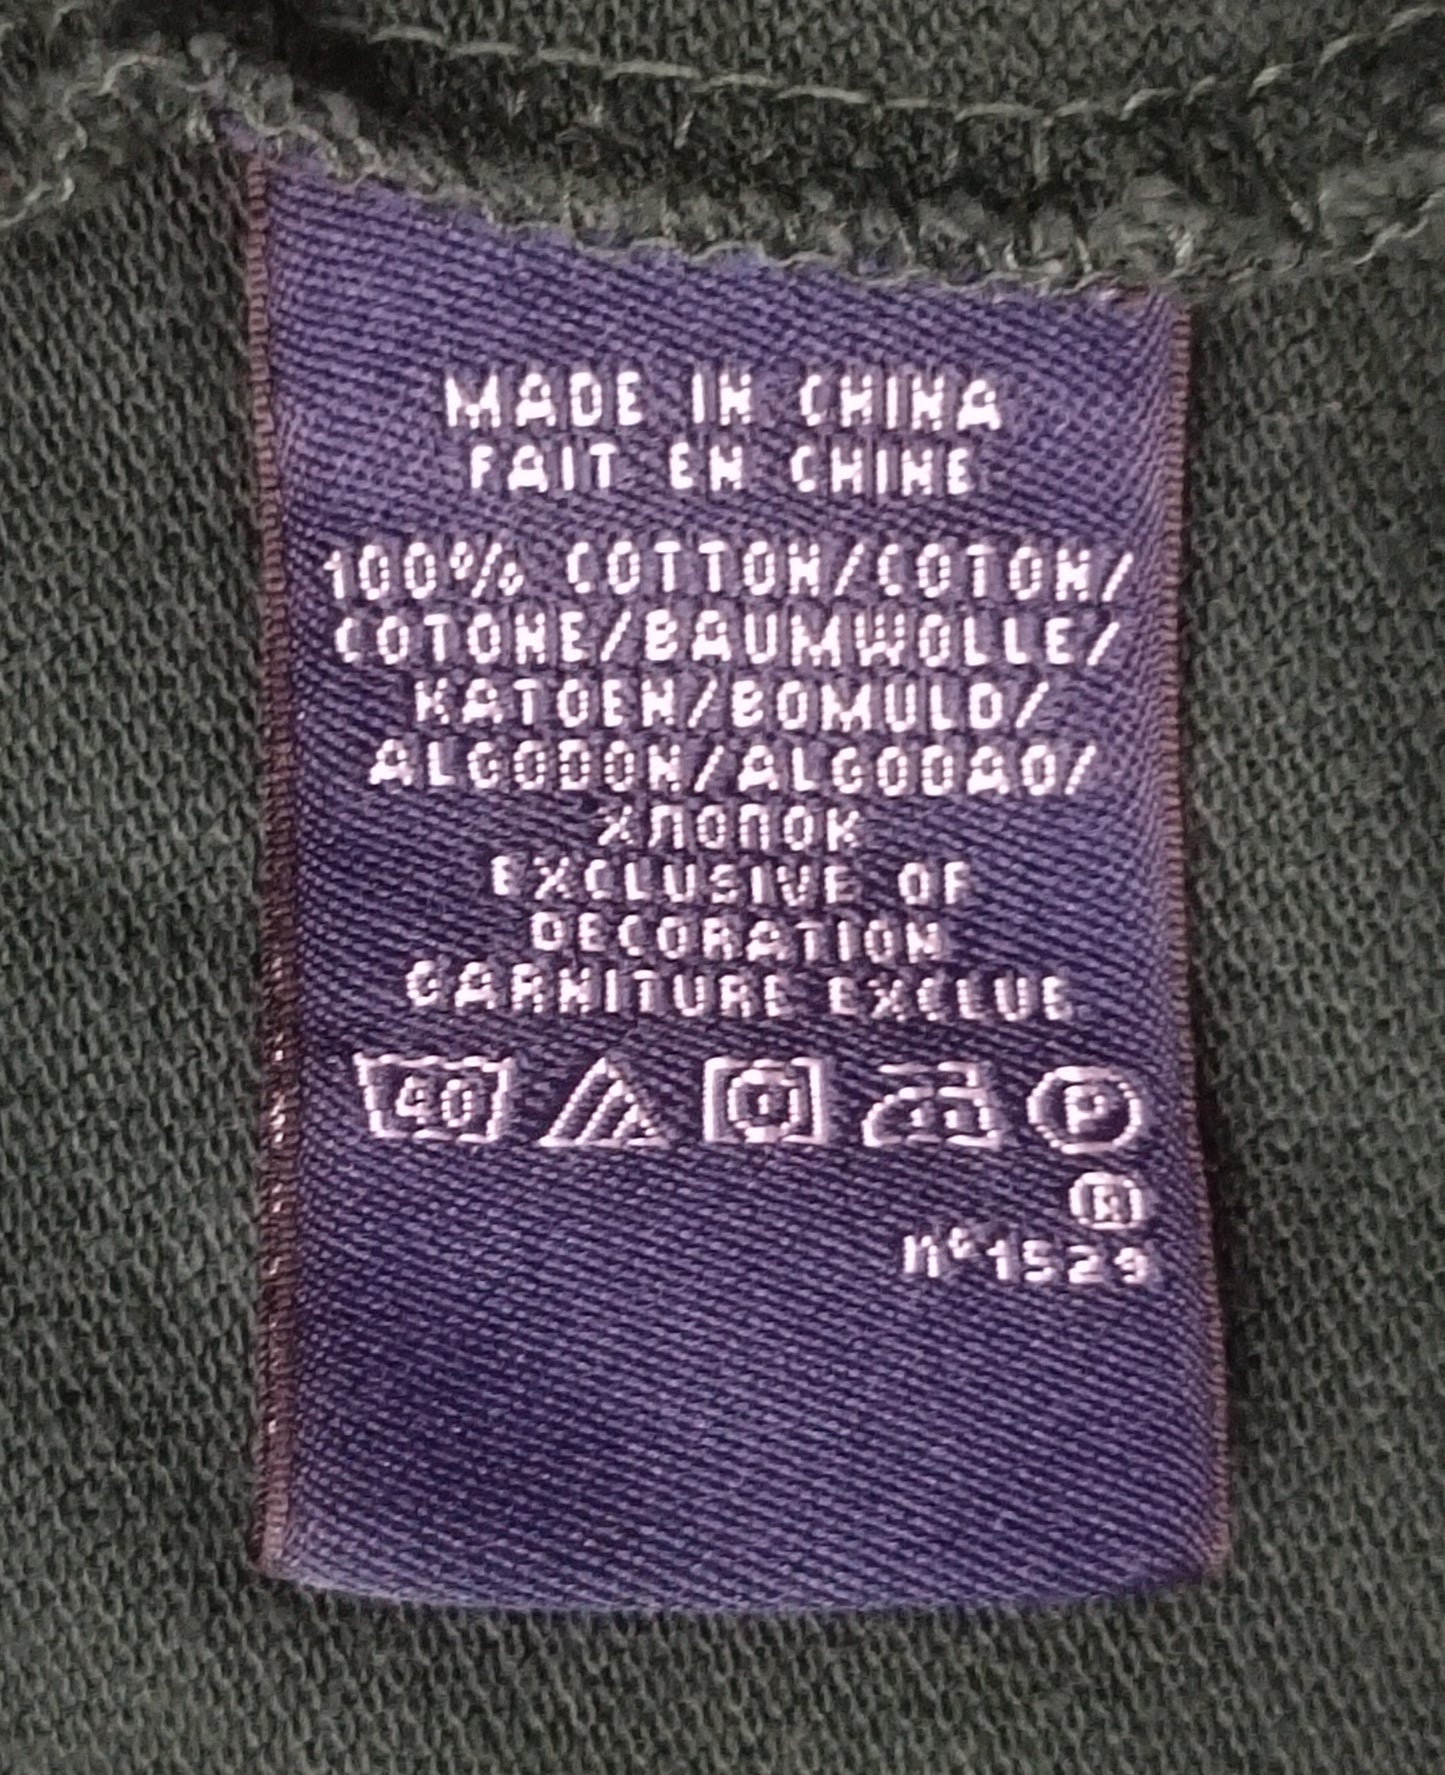 MADE IN CHINA
FAIT EN CHINE
100% COTTON/COTON/
COTONE/BAUMWOLLE/
KATOEN/BOMULD/
ALGODON/ALGODAO/
ХЛОПОК
EXCLUSIVE OF
DECORATION
GARNITURE EXCLUE
40
P
®
Nº1529